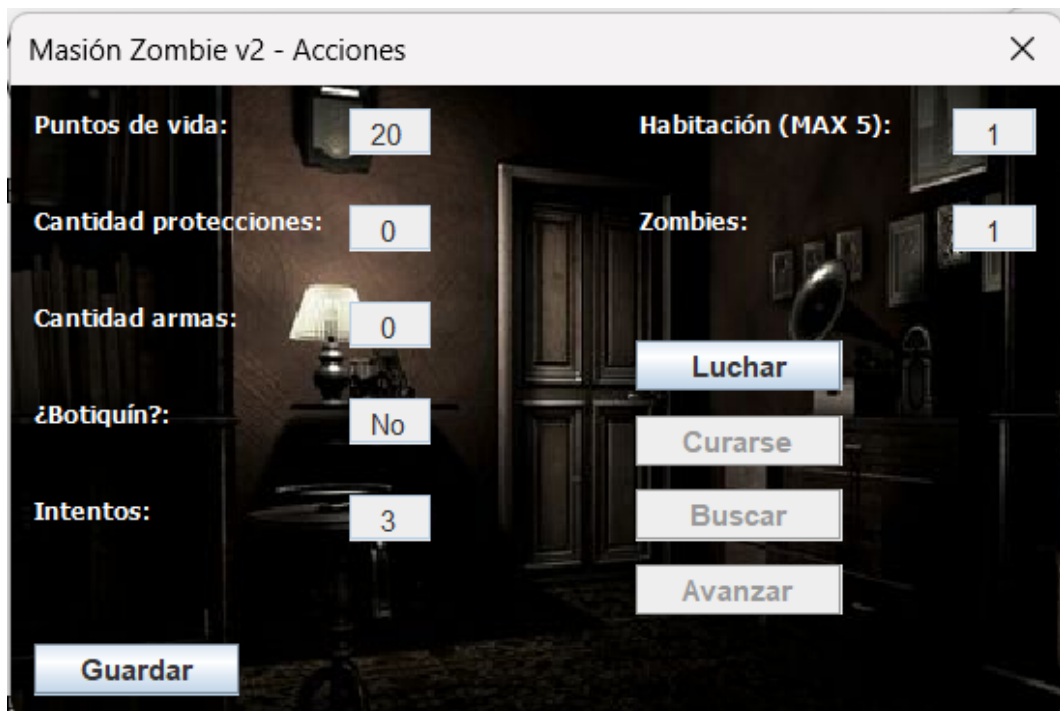 Masión Zombie v2 - Acciones
Puntos de vida: 20
Habitación (MAX 5): 1
Cantidad protecciones: 0
Zombies: 1
Cantidad armas: 0
Luchar
¿Botiquín?: No
Curarse
Intentos: 3
Buscar
Avanzar
Guardar